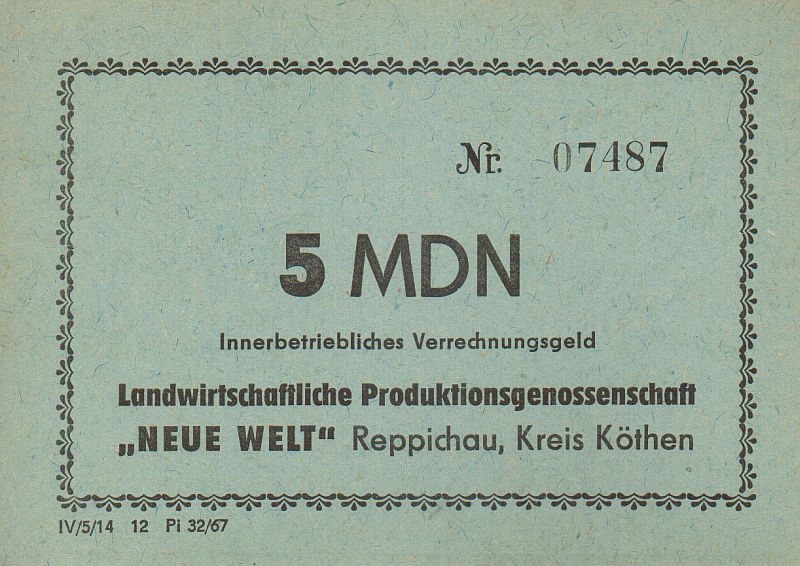 Nr. 07487
5 MDN
Innerbetriebliches Verrechnungsgeld
Landwirtschaftliche Produktionsgenossenschaft
„NEUE WELT“ Reppichau, Kreis Köthen
IV/5/14 12 Pi 32/67